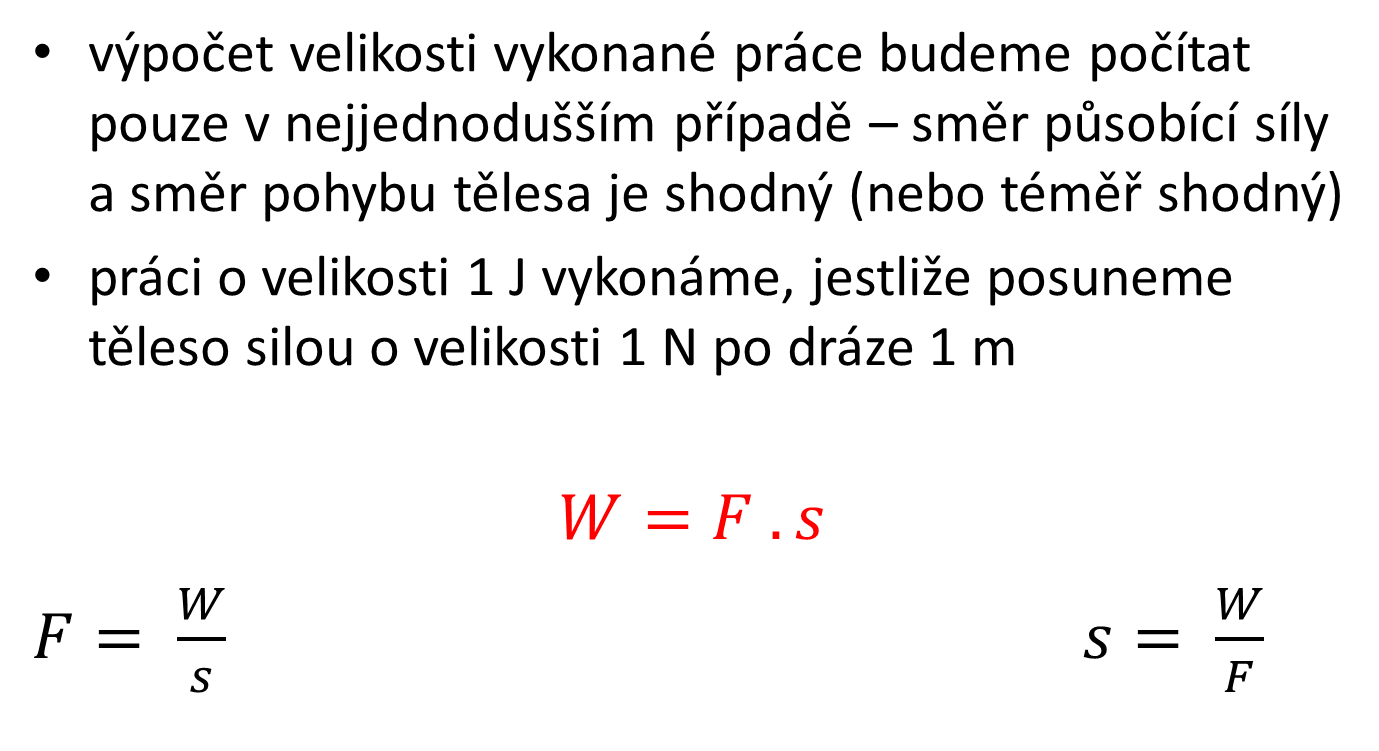 • výpočet velikosti vykonané práce budeme počítat
pouze v nejjednodušším případě – směr působící síly
a směr pohybu tělesa je shodný (nebo téměř shodný)
• práci o velikosti 1 J vykonáme, jestliže posuneme
těleso silou o velikosti 1 N po dráze 1 m
W = F . s
F = W/s
s = W/F